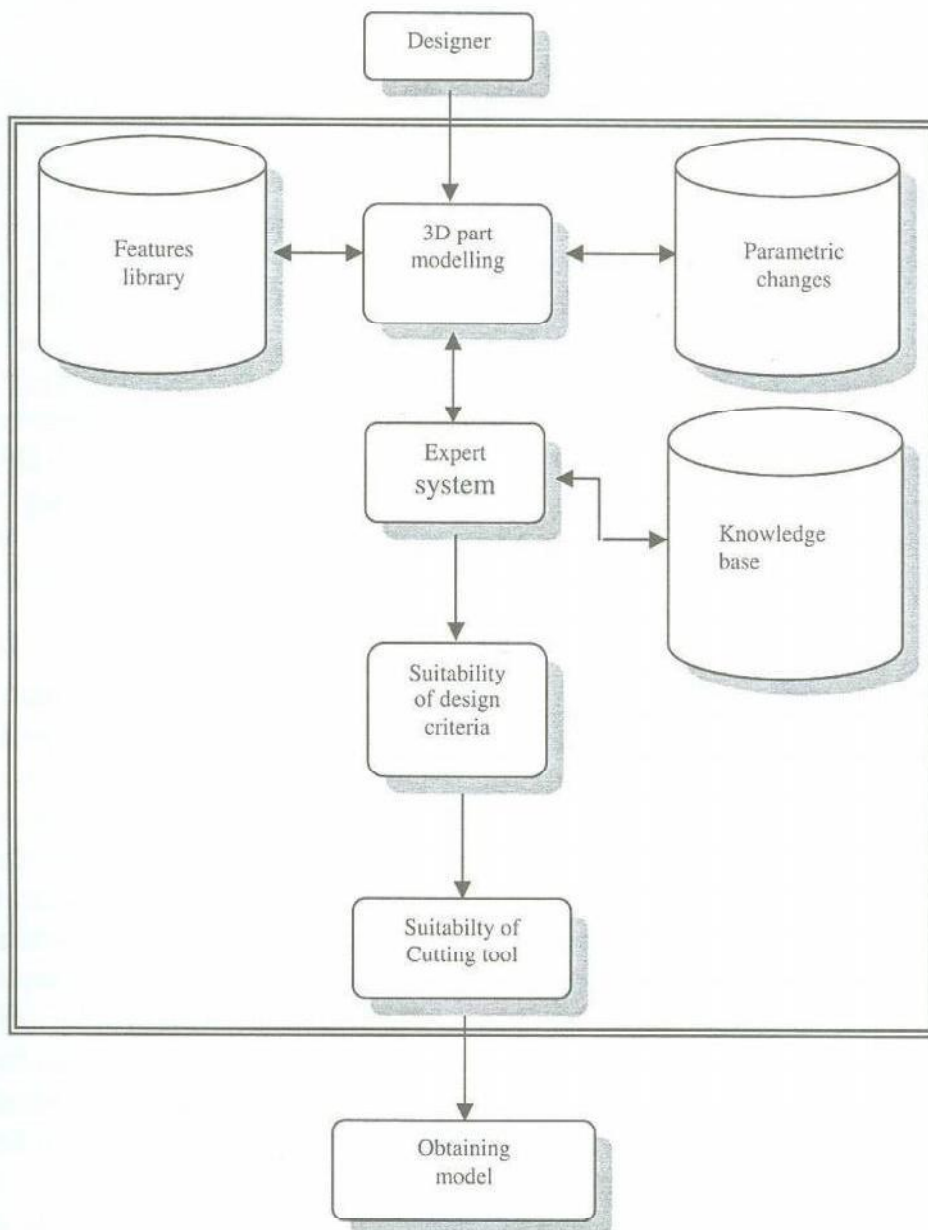 Designer
Features
library
3D part
modelling
Parametric
changes
Expert
system
Knowledge
base
Suitability
of design
criteria
Suitabilty of
Cutting tool
Obtaining
model